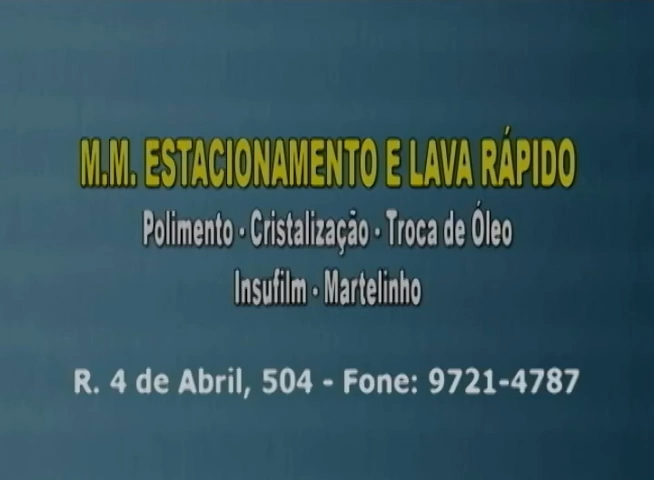 M.M. ESTACIONAMENTO E LAVA RÁPIDO
Polimento - Cristalização - Troca de Óleo
Insufilm - Martelinho
R. 4 de Abril, 504 - Fone: 9721-4787